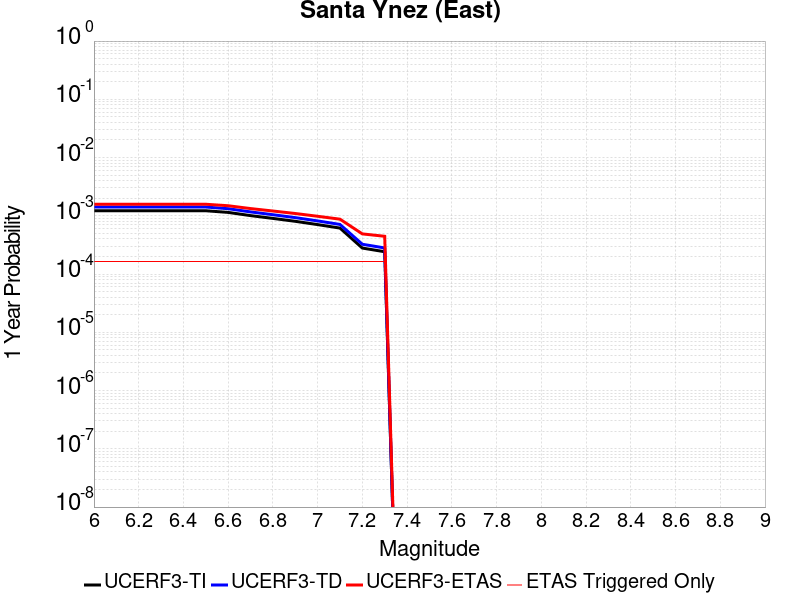 Santa Ynez (East)
10^0
10^-1
10^-2
10^-3
10^-4
10^-5
10^-6
10^-7
10^-8
1 Year Probability
6 6.2 6.4 6.6 6.8 7 7.2 7.4 7.6 7.8 8 8.2 8.4 8.6 8.8 9
Magnitude
UCERF3-TI UCERF3-TD UCERF3-ETAS ETAS Triggered Only